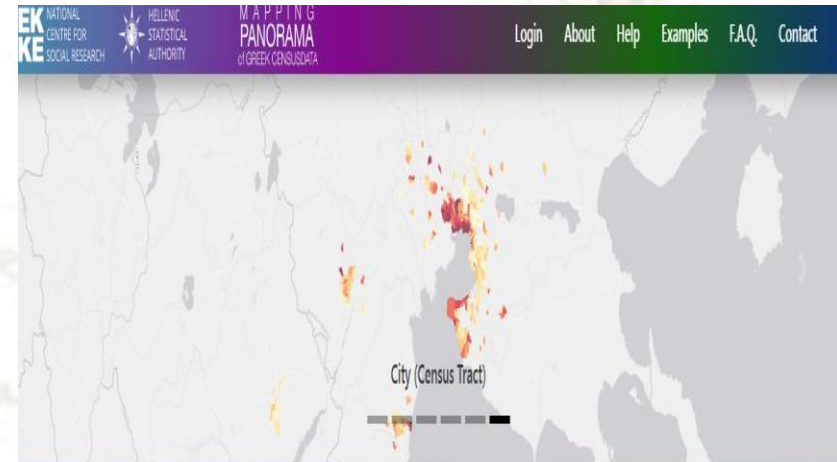 EK
KE
NATIONAL
CENTRE FOR
SOCIAL RESEARCH
HELLENIC
STATISTICAL
AUTHORITY
MAPPING
PANORAMA
of GREEK CENSUSDATA
Login About Help Examples F.A.Q. Contact
City (Census Tract)